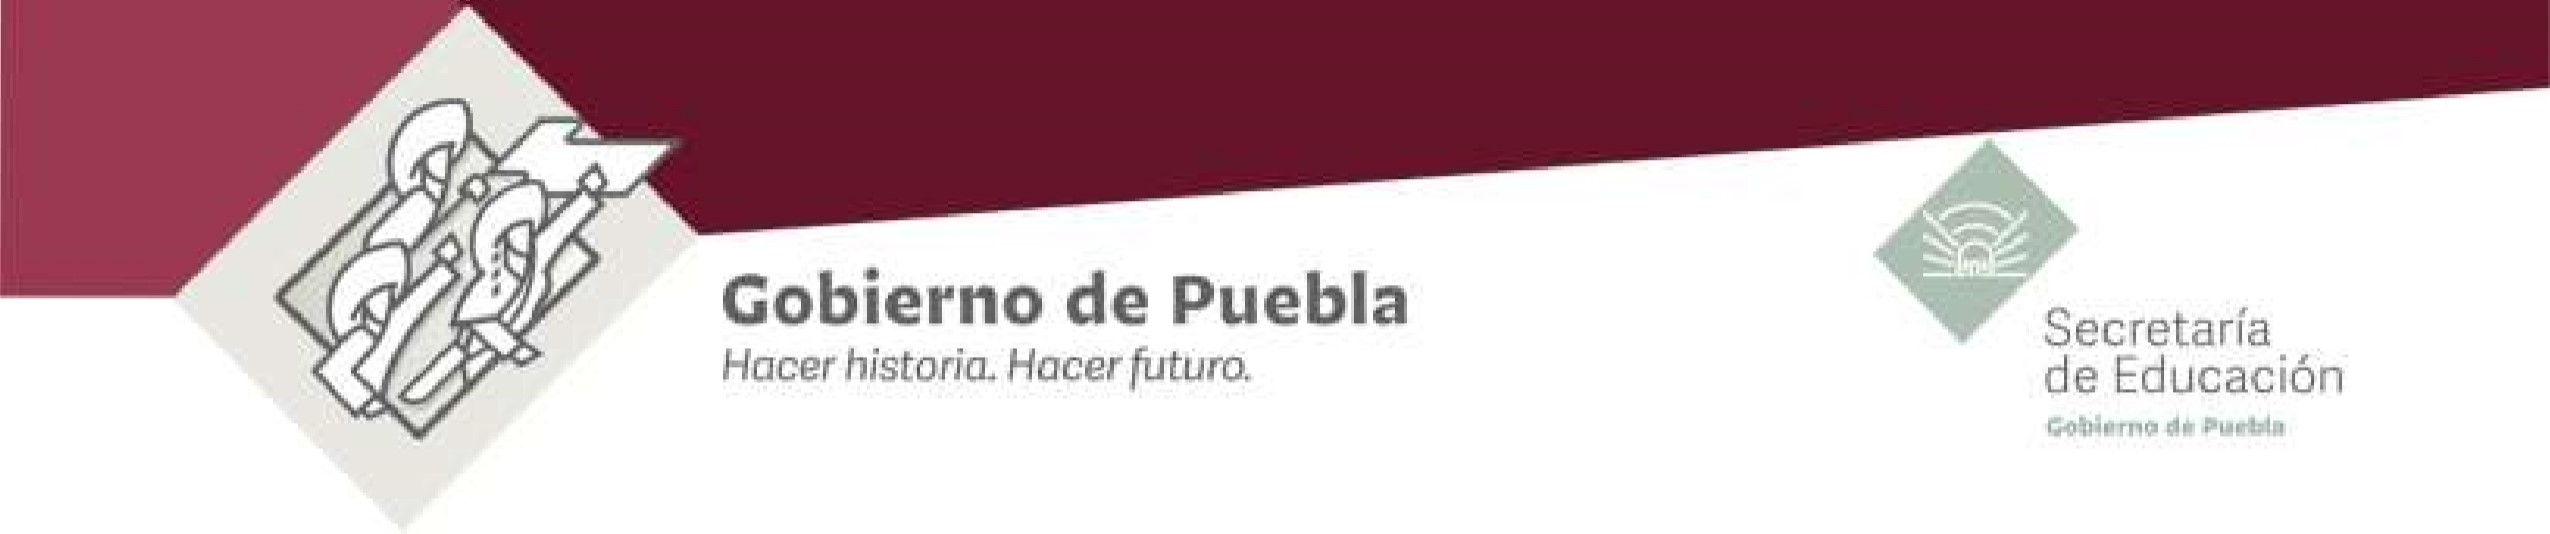 Gobierno de Puebla
Hacer historia. Hacer futuro.
Secretaría
de Educación
Gobierno de Puebla